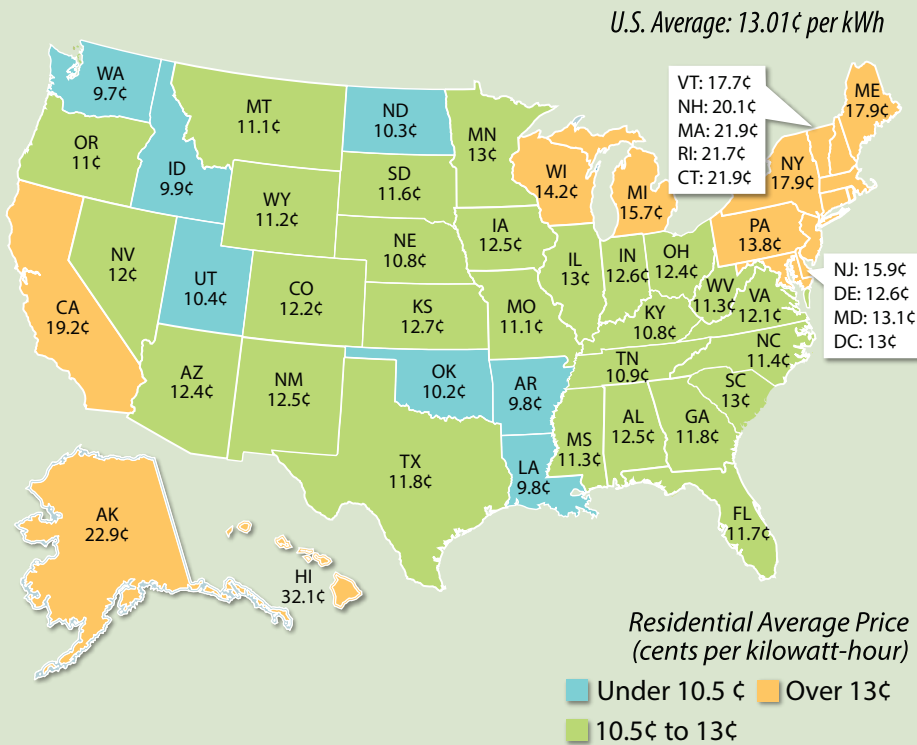 U.S. Average: 13.01¢ per kWh
WA
9.7¢
MT
11.1¢
ND
10.3¢
MN
13¢
VT: 17.7¢
NH: 20.1¢
MA: 21.9¢
RI: 21.7¢
CT: 21.9¢
ME
17.9¢
OR
11¢
ID
9.9¢
WY
11.2¢
SD
11.6¢
WI
14.2¢
MI
15.7¢
NY
17.9¢
PA
13.8¢
NV
12¢
UT
10.4¢
CO
12.2¢
NE
10.8¢
IA
12.5¢
IL
13¢
IN
12.6¢
OH
12.4¢
WV
11.3¢
VA
12.1¢
NJ: 15.9¢
DE: 12.6¢
MD: 13.1¢
DC: 13¢
CA
19.2¢
KS
12.7¢
MO
11.1¢
KY
10.8¢
NC
11.4¢
AZ
12.4¢
NM
12.5¢
OK
10.2¢
AR
9.8¢
TN
10.9¢
SC
13¢
TX
11.8¢
LA
9.8¢
MS
11.3¢
AL
12.5¢
GA
11.8¢
FL
11.7¢
AK
22.9¢
HI
32.1¢
Residential Average Price
(cents per kilowatt-hour)
Under 10.5 ¢
Over 13¢
10.5¢ to 13¢